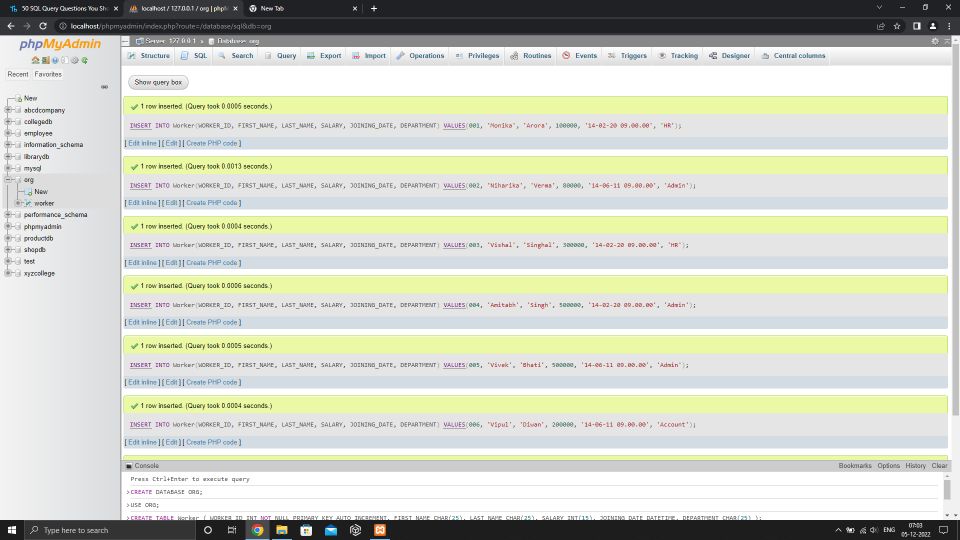 50 SQL Query Questions You Sho
localhost / 127.0.0.1 / org | phpM
New Tab
localhost/phpmyadmin/index.php?route=/database/sql&db=org
phpMyAdmin
Recent Favorites
New
abcdcompany
collegedb
employee
information_schema
librarydb
mysql
org
New
worker
performance_schema
phpmyadmin
productdb
shopdb
test
xyzcollege
Server: 127.0.0.1 » Database: org
Structure SQL Search Query Export Import Operations Privileges Routines Events Triggers Tracking Designer Central columns
Show query box
1 row inserted. (Query took 0.0005 seconds.)
INSERT INTO Worker(WORKER_ID, FIRST_NAME, LAST_NAME, SALARY, JOINING_DATE, DEPARTMENT) VALUES(001, 'Monika', 'Arora', 100000, '14-02-20 09.00.00', 'HR');
[ Edit inline ] [ Edit ] [ Create PHP code ]
1 row inserted. (Query took 0.0013 seconds.)
INSERT INTO Worker(WORKER_ID, FIRST_NAME, LAST_NAME, SALARY, JOINING_DATE, DEPARTMENT) VALUES(002, 'Niharika', 'Verma', 80000, '14-06-11 09.00.00', 'Admin');
[ Edit inline ] [ Edit ] [ Create PHP code ]
1 row inserted. (Query took 0.0004 seconds.)
INSERT INTO Worker(WORKER_ID, FIRST_NAME, LAST_NAME, SALARY, JOINING_DATE, DEPARTMENT) VALUES(003, 'Vishal', 'Singhal', 300000, '14-02-20 09.00.00', 'HR');
[ Edit inline ] [ Edit ] [ Create PHP code ]
1 row inserted. (Query took 0.0006 seconds.)
INSERT INTO Worker(WORKER_ID, FIRST_NAME, LAST_NAME, SALARY, JOINING_DATE, DEPARTMENT) VALUES(004, 'Amitabh', 'Singh', 500000, '14-02-20 09.00.00', 'Admin');
[ Edit inline ] [ Edit ] [ Create PHP code ]
1 row inserted. (Query took 0.0005 seconds.)
INSERT INTO Worker(WORKER_ID, FIRST_NAME, LAST_NAME, SALARY, JOINING_DATE, DEPARTMENT) VALUES(005, 'Vivek', 'Bhati', 500000, '14-06-11 09.00.00', 'Admin');
[ Edit inline ] [ Edit ] [ Create PHP code ]
1 row inserted. (Query took 0.0004 seconds.)
INSERT INTO Worker(WORKER_ID, FIRST_NAME, LAST_NAME, SALARY, JOINING_DATE, DEPARTMENT) VALUES(006, 'Vipul', 'Diwan', 200000, '14-06-11 09.00.00', 'Account');
[ Edit inline ] [ Edit ] [ Create PHP code ]
Console Bookmarks Options History Clear
Press Ctrl+Enter to execute query
>CREATE DATABASE ORG;
>USE ORG;
>CREATE TABLE Worker ( WORKER_ID INT NOT NULL PRIMARY KEY AUTO_INCREMENT, FIRST_NAME CHAR(25), LAST_NAME CHAR(25), SALARY INT(15), JOINING_DATE DATETIME, DEPARTMENT CHAR(25) );
Type here to search
ENG
07:03
05-12-2022